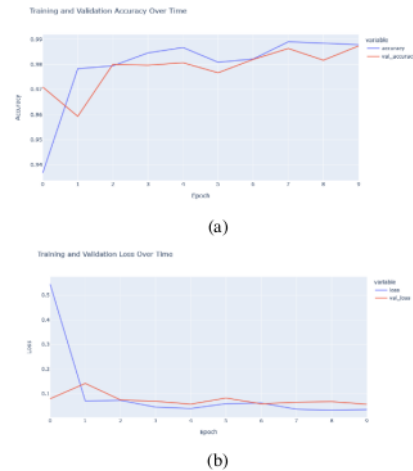 Training and Validation Accuracy Over Time
variable
accuracy
val_accurac
0.99
0.98
0.97
0.96
0.95
0.94
Accuracy
0 1 2 3 4 5 6 7 8 9
Epoch
(a)
Training and Validation Loss Over Time
variable
loss
val_loss
0.5
0.4
0.3
0.2
0.1
Loss
0 1 2 3 4 5 6 7 8 9
Epoch
(b)